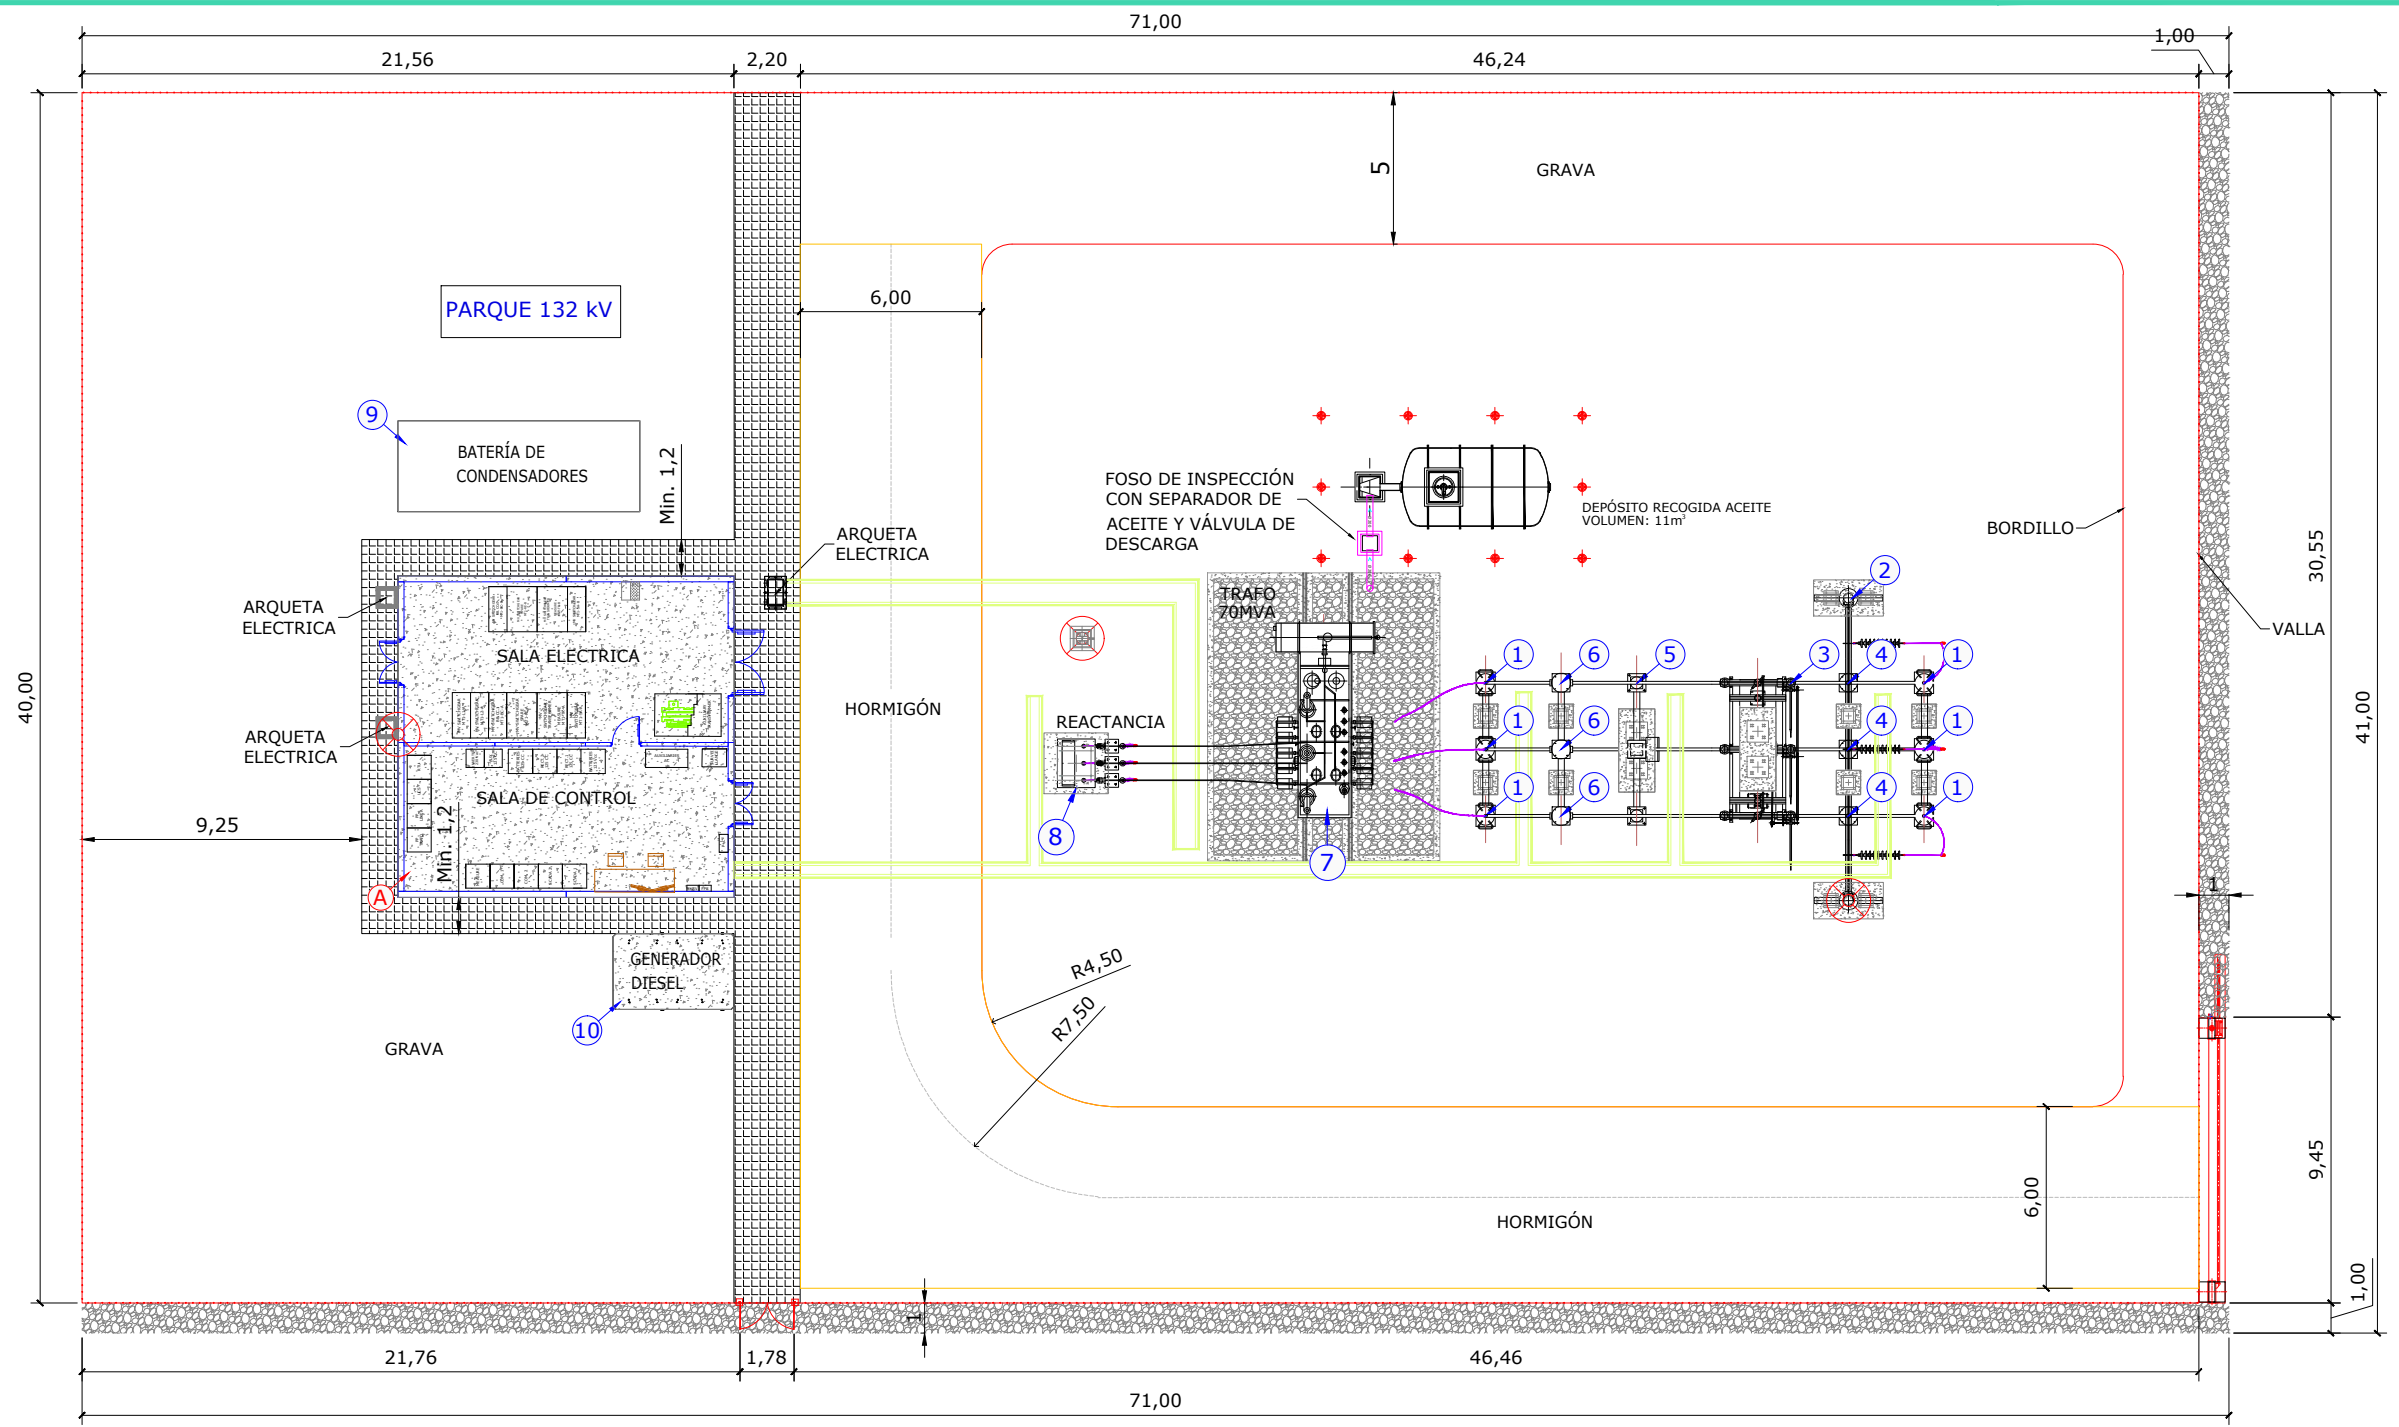 71,00
1,00
21,56
2,20
46,24
5
GRAVA
6,00
PARQUE 132 kV
9
BATERÍA DE
CONDENSADORES
Min. 1,2
FOSO DE INSPECCIÓN
CON SEPARADOR DE
ACEITE Y VÁLVULA DE
DESCARGA
DEPÓSITO RECOGIDA ACEITE
VOLUMEN: 11m³
BORDILLO
30,55
ARQUETA
ELECTRICA
2
ARQUETA
ELECTRICA
TRAFO
70MVA
VALLA
SALA ELECTRICA
1
6
5
3
4
1
40,00
41,00
HORMIGÓN
REACTANCIA
ARQUETA
ELECTRICA
1
6
4
1
SALA DE CONTROL
1
6
4
1
9,25
Min. 1,2
8
7
A
1
GENERADOR
DIESEL
R4,50
10
R7,50
GRAVA
9,45
6,00
HORMIGÓN
1,00
1
21,76
1,78
46,46
71,00